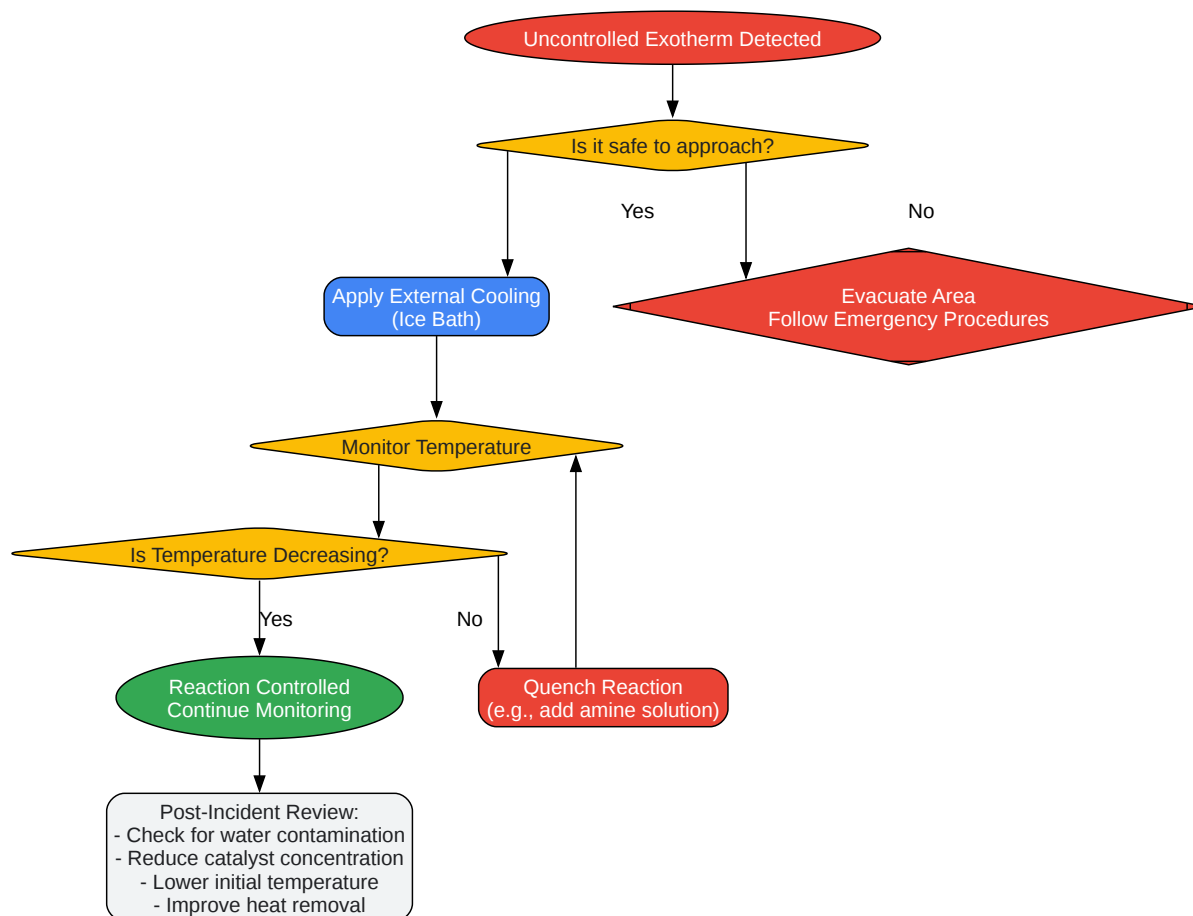 Uncontrolled Exotherm Detected
Is it safe to approach?
Yes
No
Apply External Cooling
(Ice Bath)
Evacuate Area
Follow Emergency Procedures
Monitor Temperature
Is Temperature Decreasing?
Yes
No
Reaction Controlled
Continue Monitoring
Quench Reaction
(e.g., add amine solution)
Post-Incident Review:
- Check for water contamination
- Reduce catalyst concentration
- Lower initial temperature
- Improve heat removal